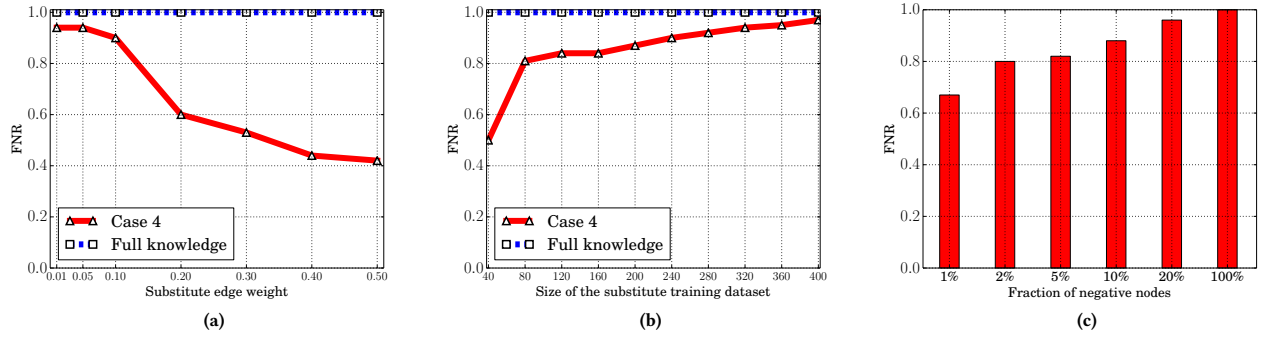 FNR
1.0
0.8
0.6
0.4
0.2
0.0
Case 4
Full knowledge
0.01 0.05 0.10 0.20 0.30 0.40 0.50
Substitute edge weight
(a)
FNR
1.0
0.8
0.6
0.4
0.2
0.0
Case 4
Full knowledge
40 80 120 160 200 240 280 320 360 400
Size of the substitute training dataset
(b)
FNR
1.0
0.8
0.6
0.4
0.2
0.0
1% 2% 5% 10% 20% 100%
Fraction of negative nodes
(c)